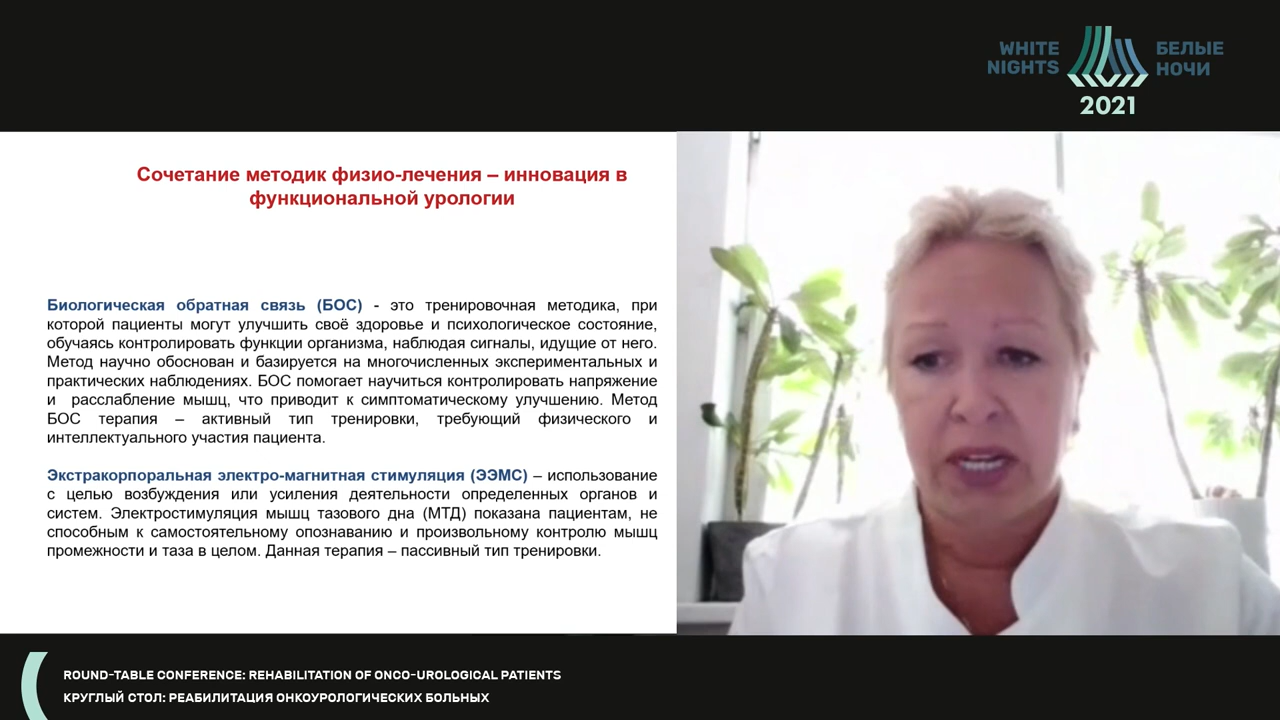 WHITE
NIGHTS
БЕЛЫЕ
НОЧИ
2021
Сочетание методик физио-лечения – инновация в
функциональной урологии
Биологическая обратная связь (БОС) - это тренировочная методика, при
которой пациенты могут улучшить своё здоровье и психологическое состояние,
обучаясь контролировать функции организма, наблюдая сигналы, идущие от него.
Метод научно обоснован и базируется на многочисленных экспериментальных и
практических наблюдениях. БОС помогает научиться контролировать напряжение
и расслабление мышц, что приводит к симптоматическому улучшению. Метод
БОС терапия – активный тип тренировки, требующий физического и
интеллектуального участия пациента.
Экстракорпоральная электро-магнитная стимуляция (ЭЭМС) – использование
с целью возбуждения или усиления деятельности определенных органов и
систем. Электростимуляция мышц тазового дна (МТД) показана пациентам, не
способным к самостоятельному опознаванию и произвольному контролю мышц
промежности и таза в целом. Данная терапия – пассивный тип тренировки.
ROUND-TABLE CONFERENCE: REHABILITATION OF ONCO-UROLOGICAL PATIENTS
КРУГЛЫЙ СТОЛ: РЕАБИЛИТАЦИЯ ОНКОУРОЛОГИЧЕСКИХ БОЛЬНЫХ